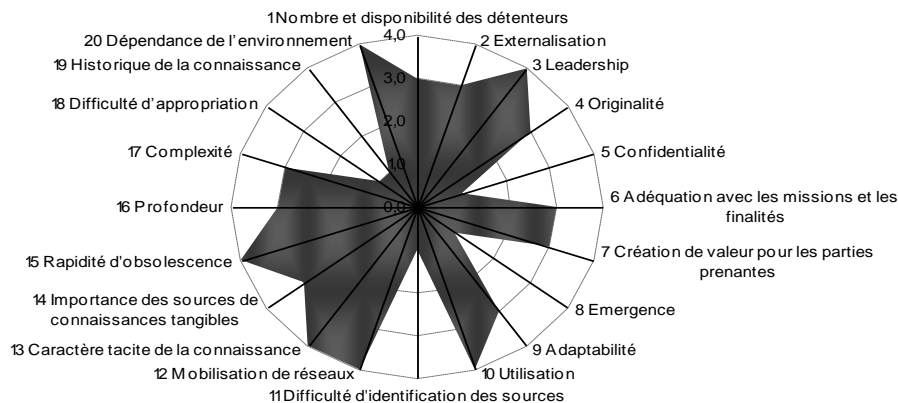 1 Nombre et disponibilité des détenteurs
4,0
20 Dépendance de l'environnement
2 Externalisation
19 Historique de la connaissance
3,0
3 Leadership
18 Difficulté d'appropriation
2,0
4 Originalité
17 Complexité
1,0
5 Confidentialité
16 Profondeur
0,0
6 Adéquation avec les missions et les
finalités
15 Rapidité d'obsolescence
7 Création de valeur pour les parties
prenantes
14 Importance des sources de
connaissances tangibles
8 Emergence
13 Caractère tacite de la connaissance
9 Adaptabilité
12 Mobilisation de réseaux
10 Utilisation
11 Difficulté d'identification des sources